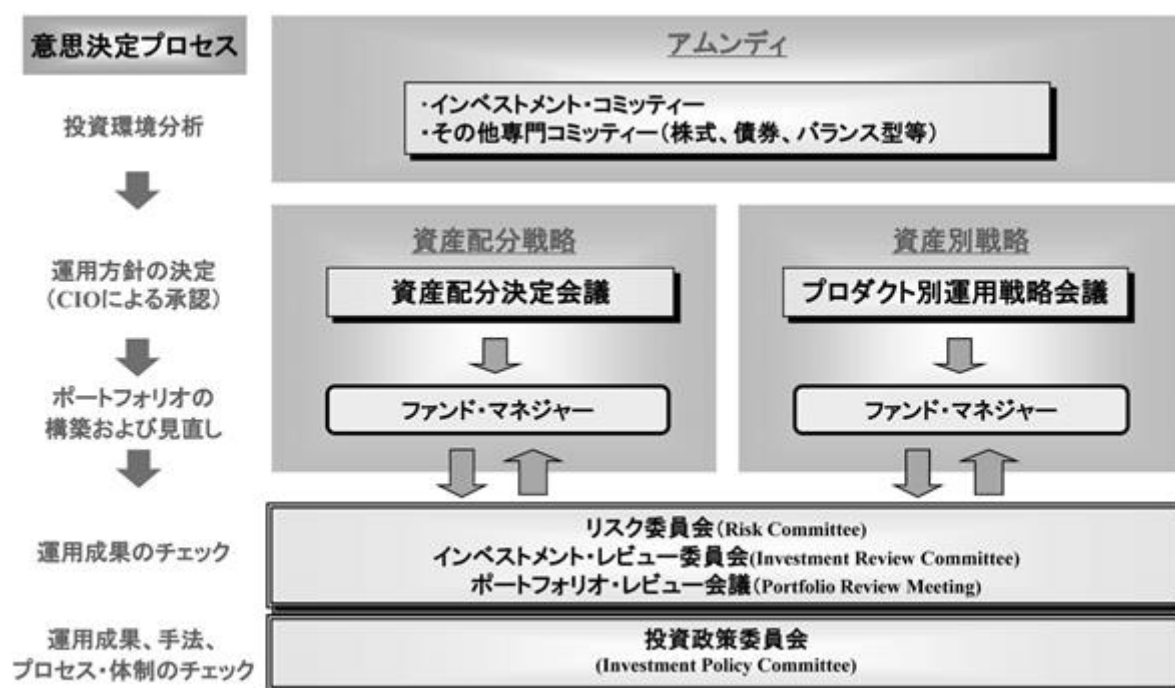 意思決定プロセス
アムンディ
投資環境分析
・インベストメント・コミッティー
・その他専門コミッティー(株式、債券、バランス型等)
運用方針の決定
(CIOによる承認)
資産配分戦略
資産配分決定会議
資産別戦略
プロダクト別運用戦略会議
ポートフォリオの
構築および見直し
ファンド・マネジャー
ファンド・マネジャー
運用成果のチェック
リスク委員会(Risk Committee)
インベストメント・レビュー委員会(Investment Review Committee)
ポートフォリオ・レビュー会議(Portfolio Review Meeting)
運用成果、手法、
プロセス・体制のチェック
投資政策委員会
(Investment Policy Committee)